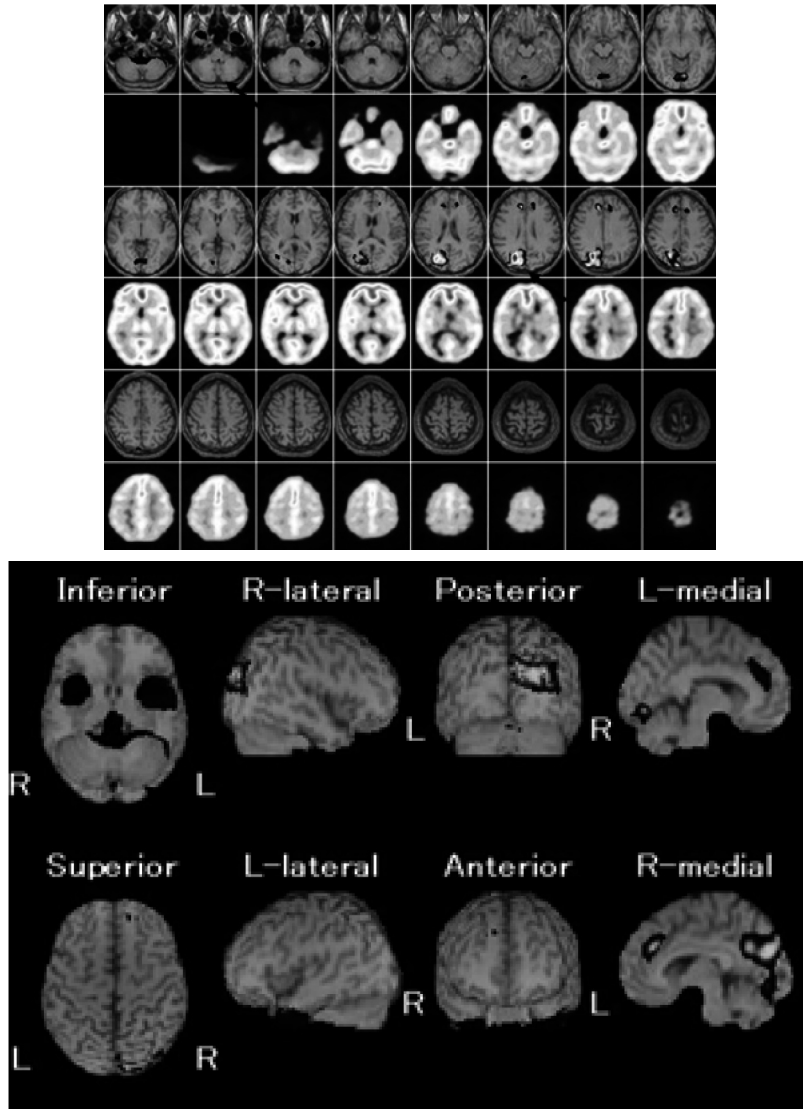 Inferior R-lateral Posterior L-medial
R L L R
Superior L-lateral Anterior R-medial
L R R L